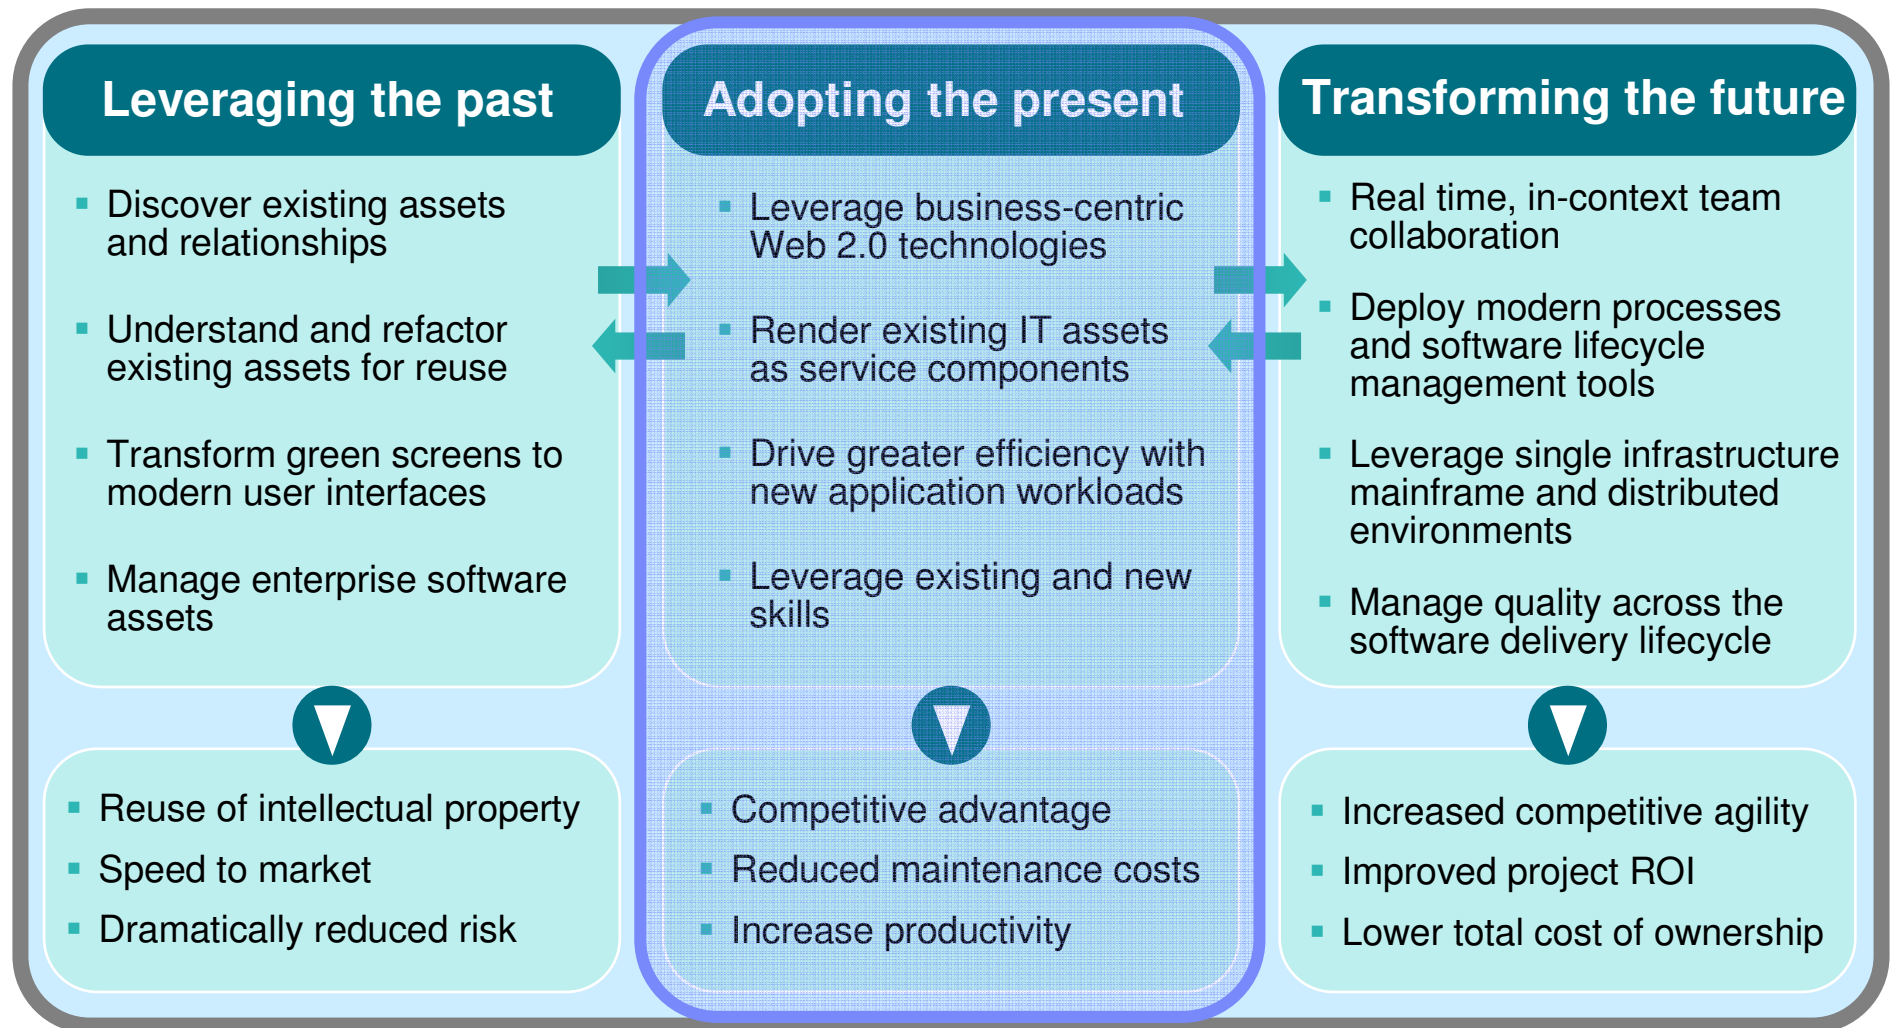 Leveraging the past
Discover existing assets
and relationships
Understand and refactor
existing assets for reuse
Transform green screens to
modern user interfaces
Manage enterprise software
assets
Reuse of intellectual property
Speed to market
Dramatically reduced risk
Adopting the present
Leverage business-centric
Web 2.0 technologies
Render existing IT assets
as service components
Drive greater efficiency with
new application workloads
Leverage existing and new
skills
Competitive advantage
Reduced maintenance costs
Increase productivity
Transforming the future
Real time, in-context team
collaboration
Deploy modern processes
and software lifecycle
management tools
Leverage single infrastructure
mainframe and distributed
environments
Manage quality across the
software delivery lifecycle
Increased competitive agility
Improved project ROI
Lower total cost of ownership